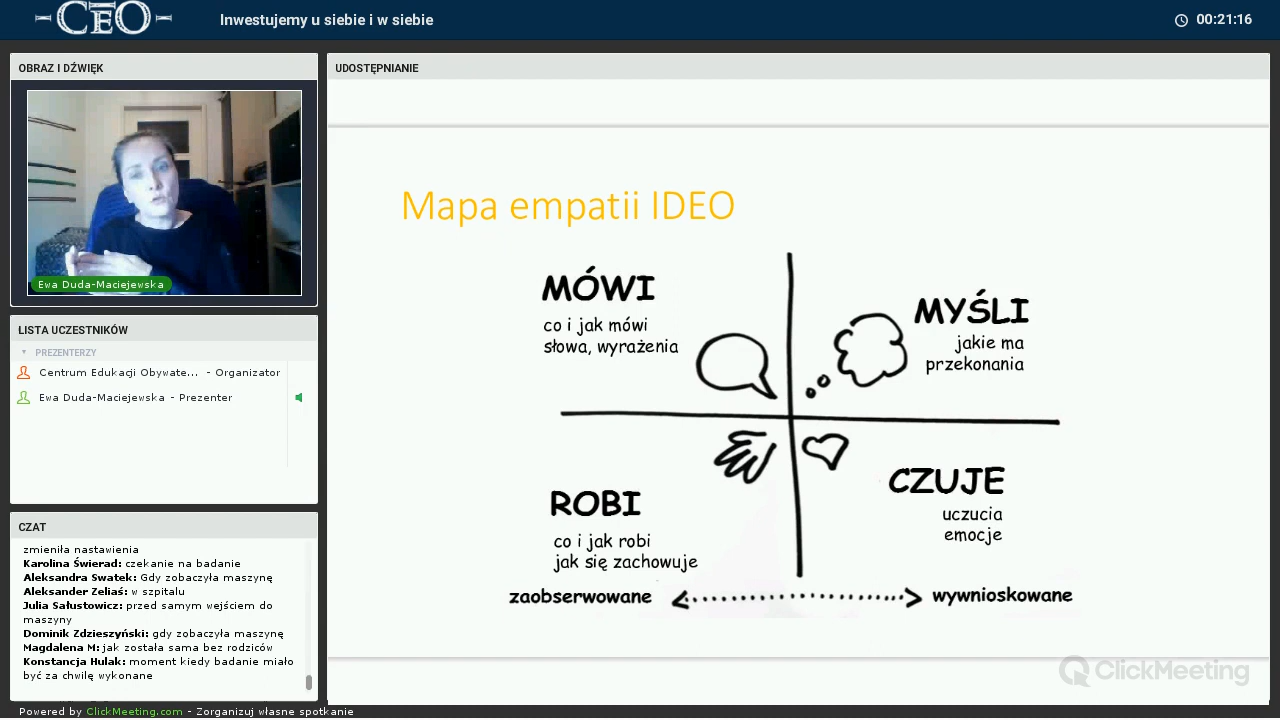 CEO
Inwestujemy u siebie i w siebie
00:21:16
OBRAZ I DŹWIĘK
Ewa Duda-Maciejewska
LISTA UCZESTNIKÓW
PREZENTERZY
Centrum Edukacji Obywate... - Organizator
Ewa Duda-Maciejewska - Prezenter
CZAT
zmieniła nastawienia
Karolina Świerad: czekanie na badanie
Aleksandra Swatek: Gdy zobaczyła maszynę
Aleksander Zeliaś: w szpitalu
Julia Sałustowicz: przed samym wejściem do
maszyny
Dominik Zdzieszyński: gdy zobaczyła maszynę
Magdalena M: jak została sama bez rodziców
Konstancja Hulak: moment kiedy badanie miało
być za chwilę wykonane
UDOSTĘPNIANIE
Mapa empatii IDEO
MÓWI
co i jak mówi
słowa, wyrażenia
MYŚLI
jakie ma
przekonania
ROBI
co i jak robi
jak się zachowuje
CZUJE
uczucia
emocje
zaobserwowane
wywnioskowane
ClickMeeting
Powered by ClickMeeting.com - Zorganizuj własne spotkanie